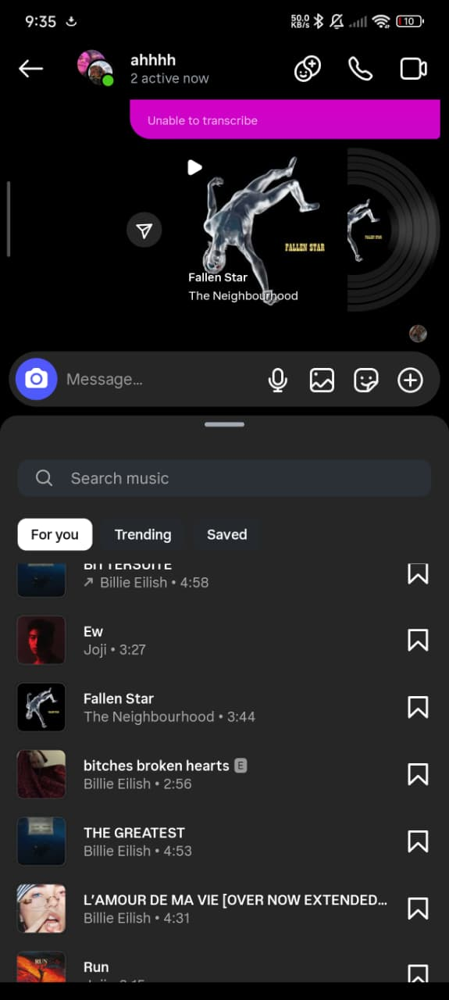 9:35
50.0
KB/s
10
ahhhh
2 active now
Unable to transcribe
FALLEN STAR
FALLEN STAR
Fallen Star
The Neighbourhood
Message...
Search music
For you
Trending
Saved
BITTERSUITE
Billie Eilish • 4:58
Ew
Joji • 3:27
Fallen Star
The Neighbourhood • 3:44
bitches broken hearts E
Billie Eilish • 2:56
THE GREATEST
Billie Eilish • 4:53
L'AMOUR DE MA VIE [OVER NOW EXTENDED...
Billie Eilish • 4:31
RUN
Run